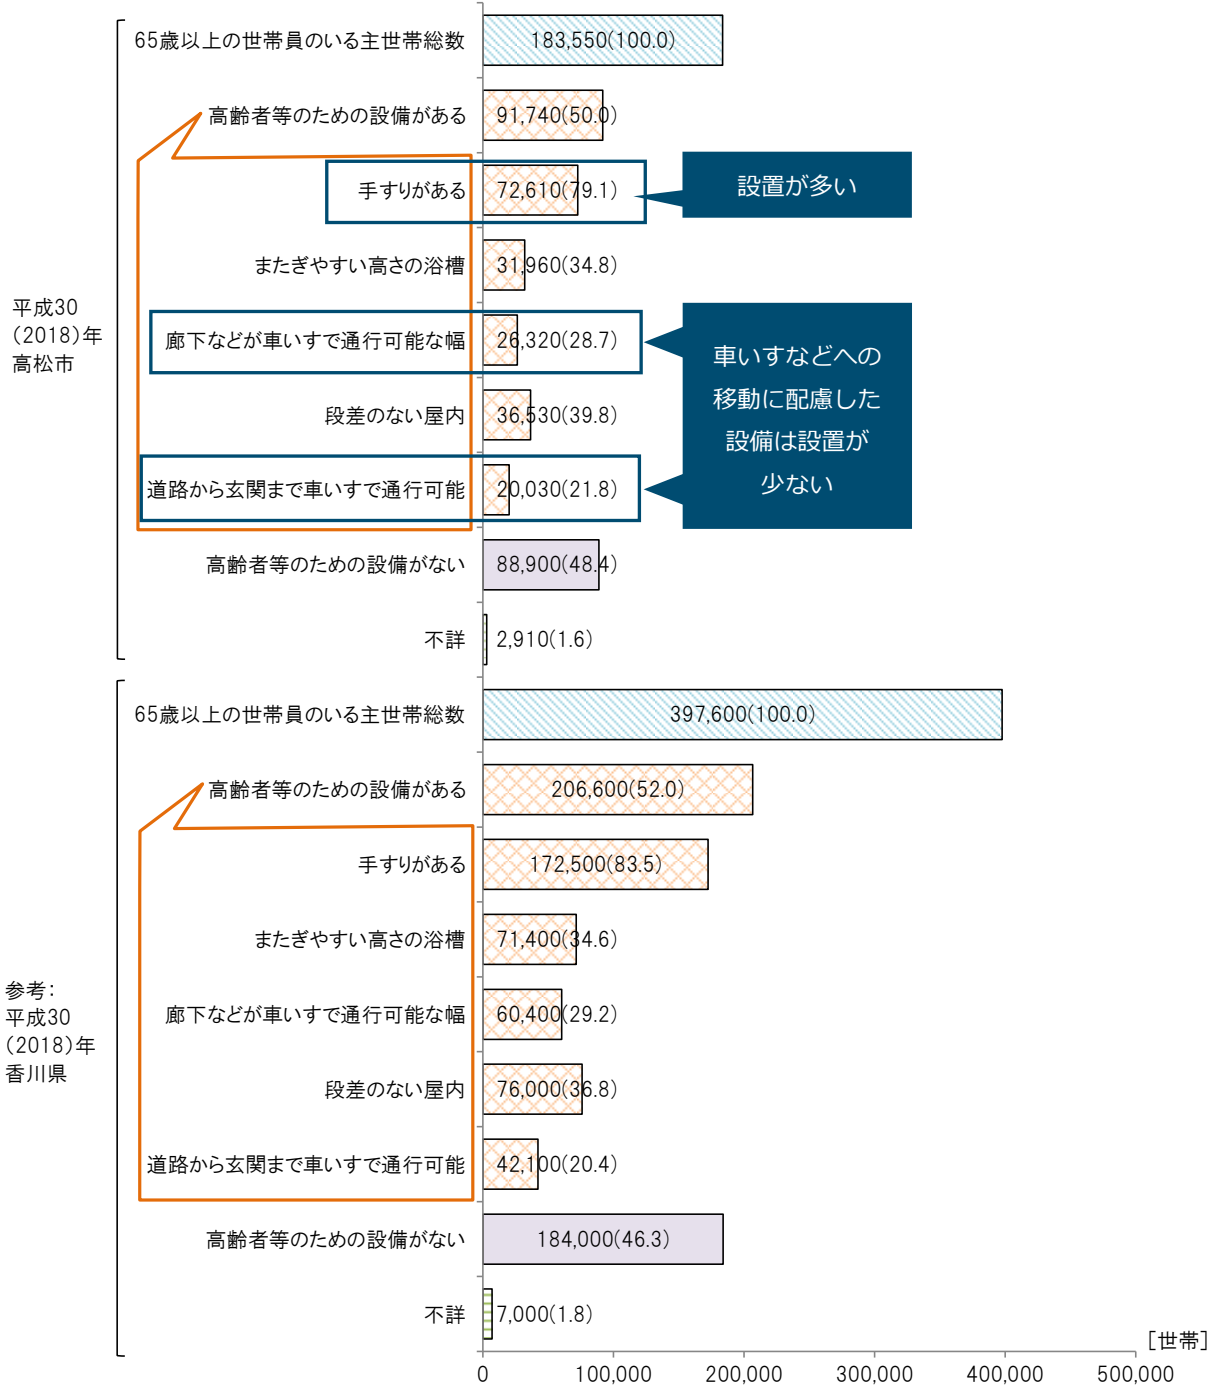 平成30
(2018)年
高松市
65歳以上の世帯員のいる主世帯総数 183,550(100.0)
高齢者等のための設備がある 91,740(50.0)
手すりがある 72,610(79.1)
設置が多い
またぎやすい高さの浴槽 31,960(34.8)
廊下などが車いすで通行可能な幅 26,320(28.7)
段差のない屋内 36,530(39.8)
道路から玄関まで車いすで通行可能 20,030(21.8)
車いすなどへの
移動に配慮した
設備は設置が
少ない
高齢者等のための設備がない 88,900(48.4)
不詳 2,910(1.6)
参考:
平成30
(2018)年
香川県
65歳以上の世帯員のいる主世帯総数 397,600(100.0)
高齢者等のための設備がある 206,600(52.0)
手すりがある 172,500(83.5)
またぎやすい高さの浴槽 71,400(34.6)
廊下などが車いすで通行可能な幅 60,400(29.2)
段差のない屋内 76,000(36.8)
道路から玄関まで車いすで通行可能 42,100(20.4)
高齢者等のための設備がない 184,000(46.3)
不詳 7,000(1.8)
[世帯]
0 100,000 200,000 300,000 400,000 500,000